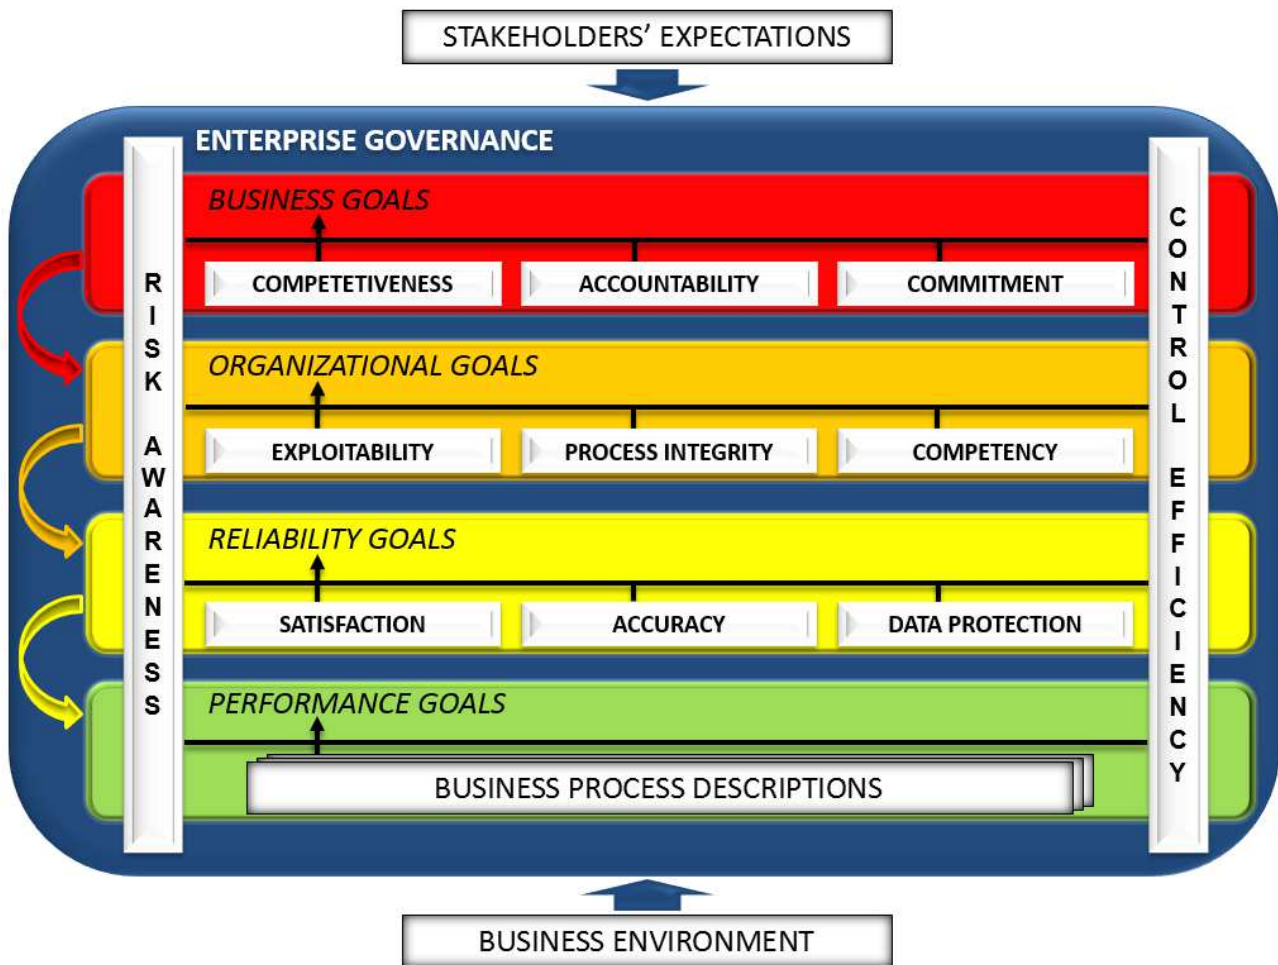 STAKEHOLDERS’ EXPECTATIONS
ENTERPRISE GOVERNANCE
RISK AWARENESS
CONTROL EFFICIENCY
BUSINESS GOALS
COMPETETIVENESS
ACCOUNTABILITY
COMMITMENT
ORGANIZATIONAL GOALS
EXPLOITABILITY
PROCESS INTEGRITY
COMPETENCY
RELIABILITY GOALS
SATISFACTION
ACCURACY
DATA PROTECTION
PERFORMANCE GOALS
BUSINESS PROCESS DESCRIPTIONS
BUSINESS ENVIRONMENT